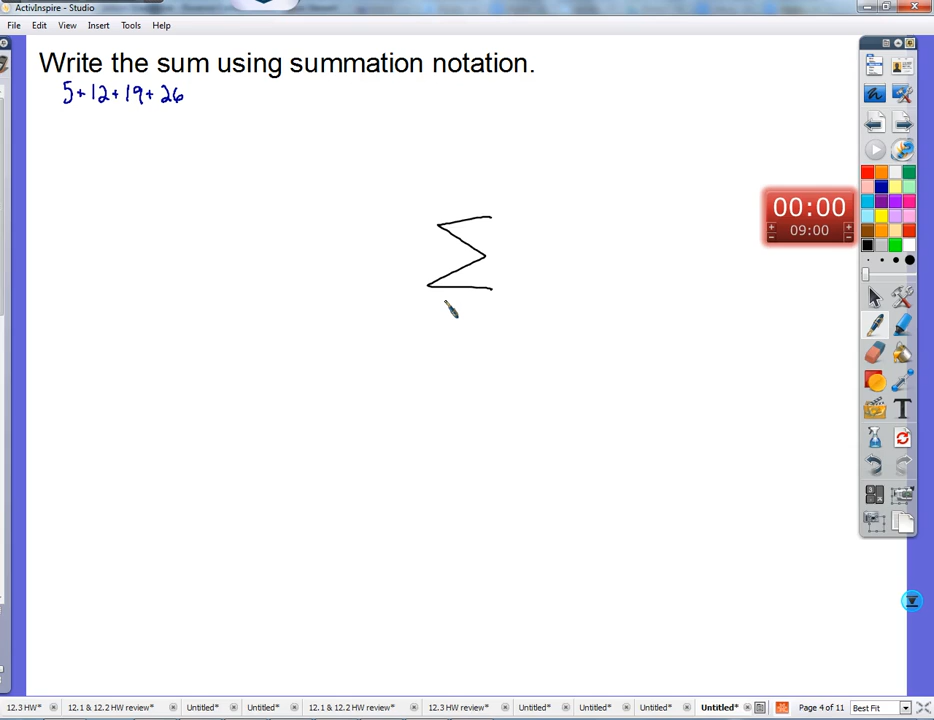 ActivInspire - Studio
File Edit View Insert Tools Help
Write the sum using summation notation.
5+12+19+26
Σ
00:00
09:00
T
12.3 HW* 12.1 & 12.2 HW review* Untitled* Untitled* 12.1 & 12.2 HW review* 12.3 HW review* Untitled* Untitled* Untitled* Untitled* Page 4 of 11 Best Fit